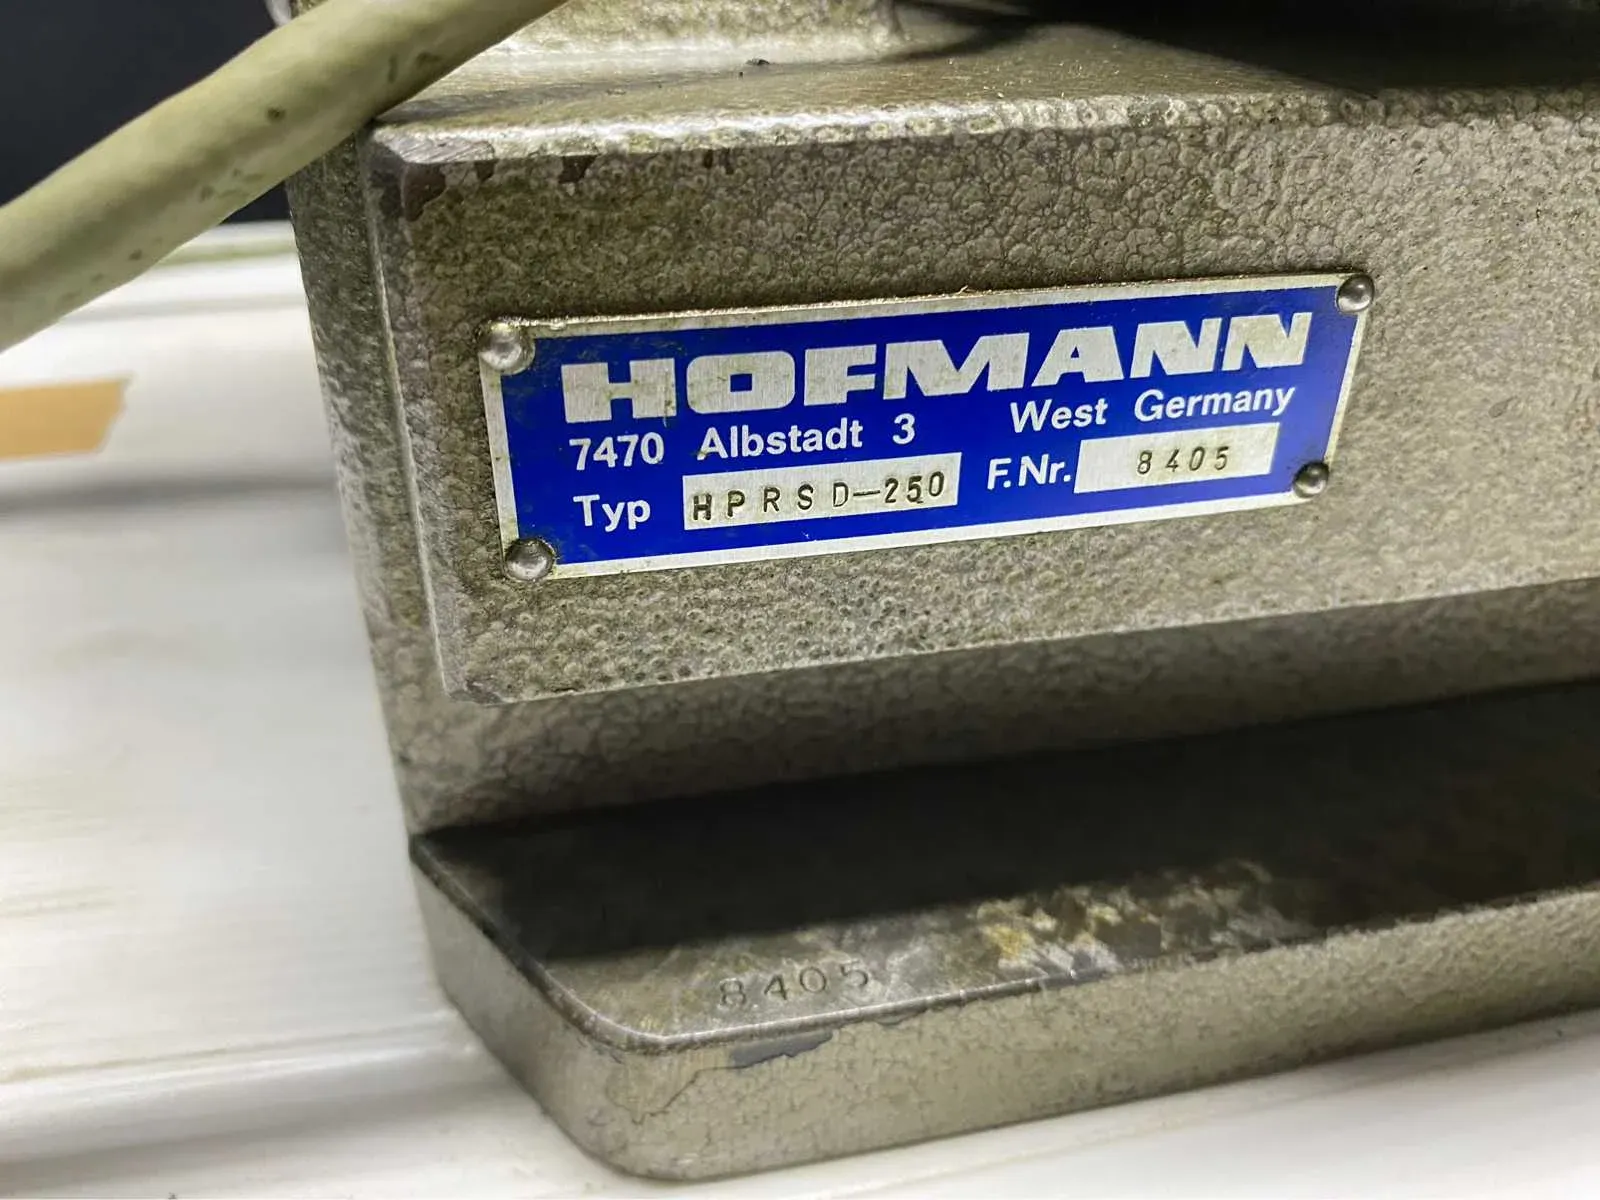 HOFMANN
7470 Albstadt 3 West Germany
Typ HPRSD-250 F.Nr. 8405
8405